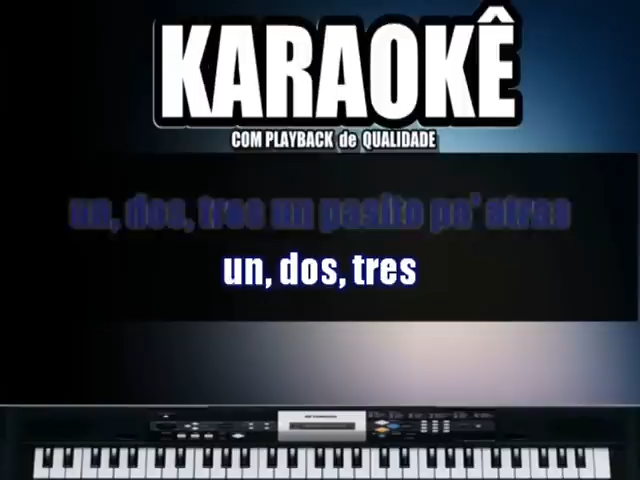 KARAOKÊ
COM PLAYBACK de QUALIDADE
un, dos, tres un pasito pa' atras
un, dos, tres